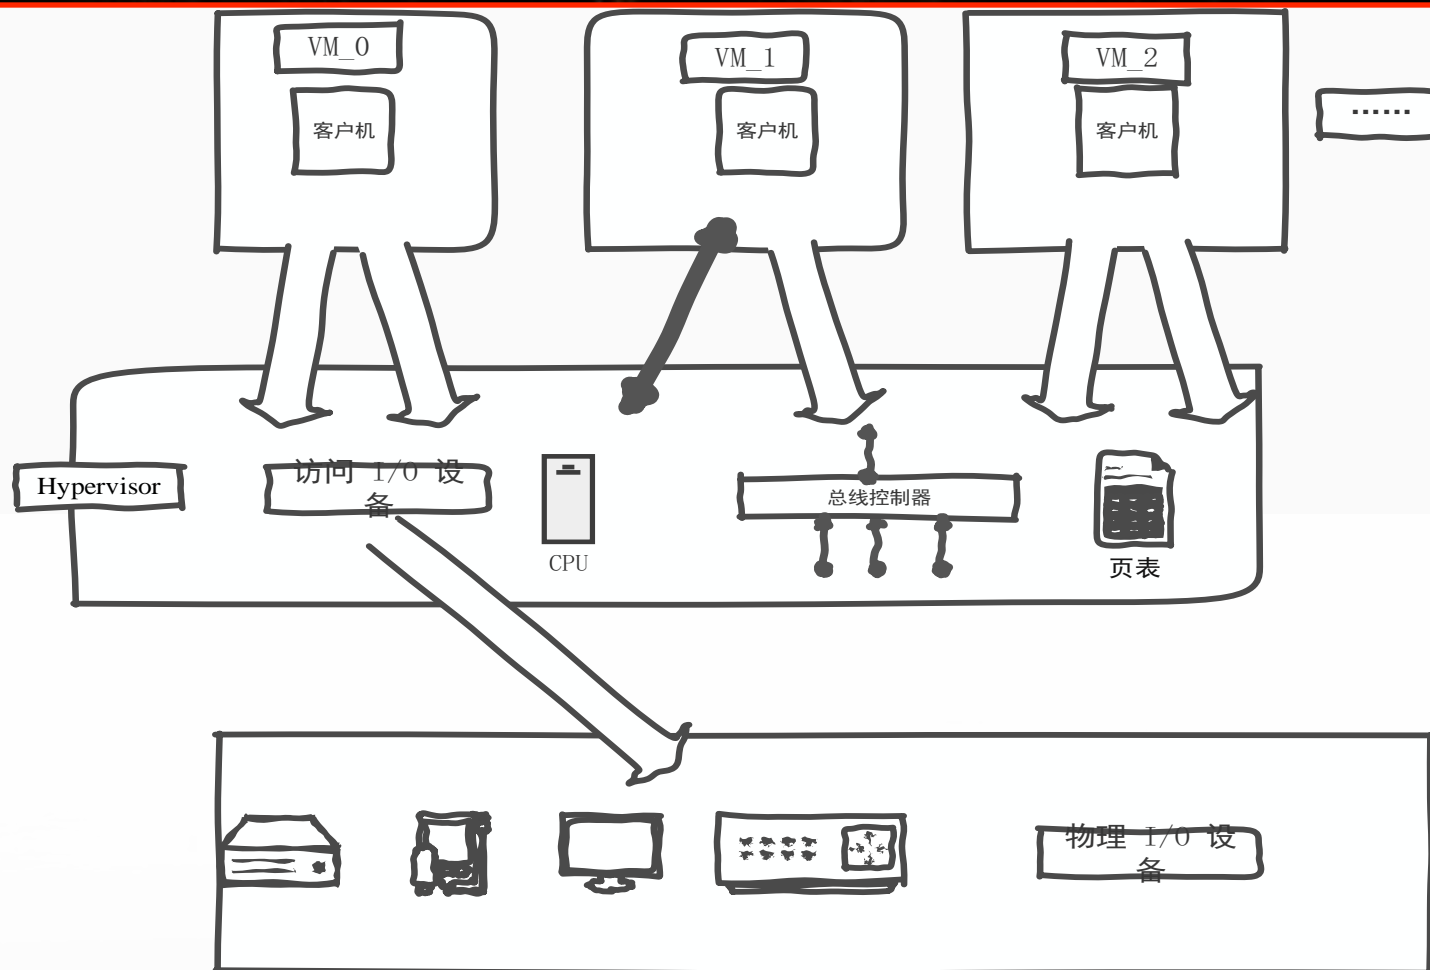 VM_0
VM_1
VM_2
客户机
客户机
客户机
......
Hypervisor
访问 I/O 设
备
CPU
总线控制器
页表
物理 I/O 设
备